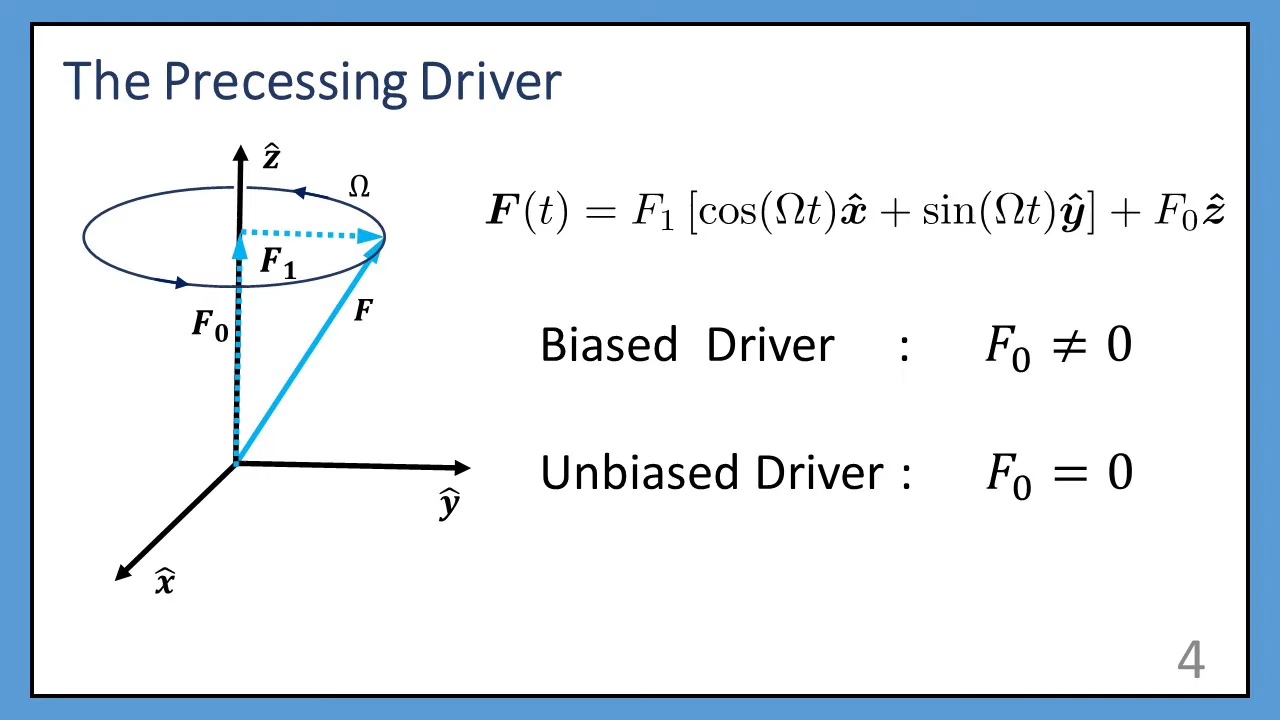 The Precessing Driver
ẑ
Ω
F₁
F
F₀
ŷ
x̂
F(t) = F₁ [cos(Ωt)x̂ + sin(Ωt)ŷ] + F₀ẑ
Biased Driver : F₀ ≠ 0
Unbiased Driver : F₀ = 0
4